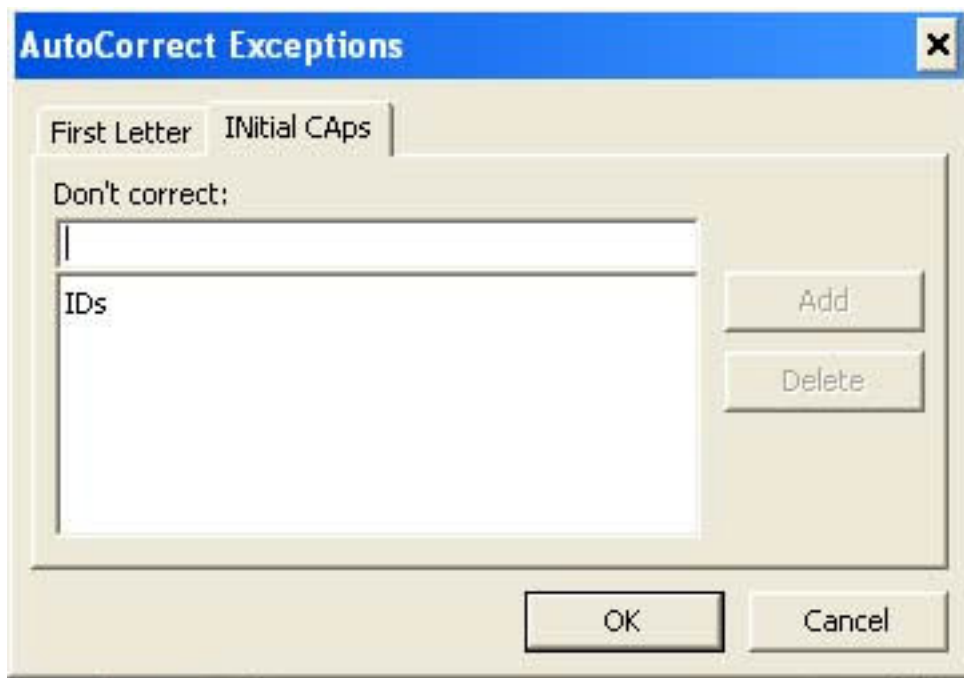 AutoCorrect Exceptions
First Letter INitial CAps
Don't correct:
IDs
Add
Delete
OK Cancel